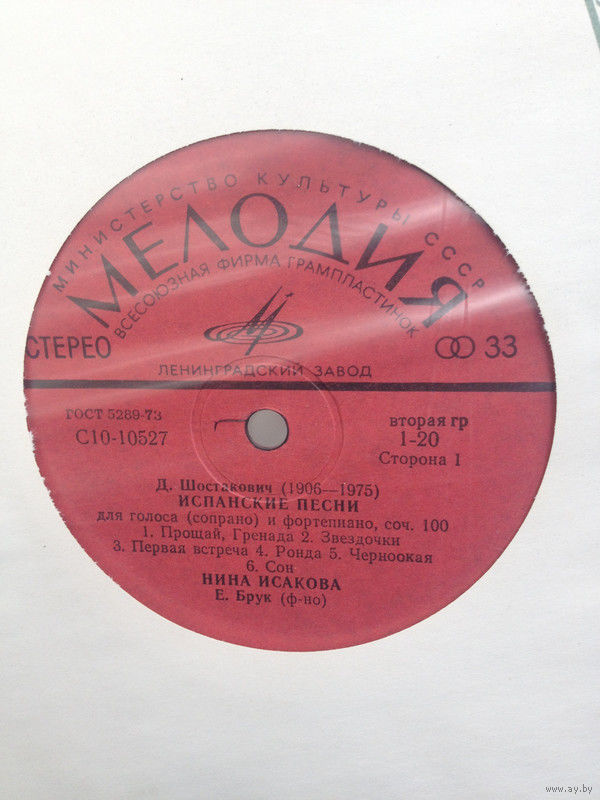 МИНИСТЕРСТВО КУЛЬТУРЫ СССР
МЕЛОДИЯ
ВСЕСОЮЗНАЯ ФИРМА ГРАМПЛАСТИНОК
СТЕРЕО
33
ЛЕНИНГРАДСКИЙ ЗАВОД
ГОСТ 5289-73
С10-10527
вторая гр
1-20
Сторона 1
Д. Шостакович (1906—1975)
ИСПАНСКИЕ ПЕСНИ
для голоса (сопрано) и фортепиано, соч. 100
1. Прощай, Гренада 2. Звездочки
3. Первая встреча 4. Ронда 5. Черноокая
6. Сон
НИНА ИСАКОВА
Е. Брук (ф-но)
www.ay.by